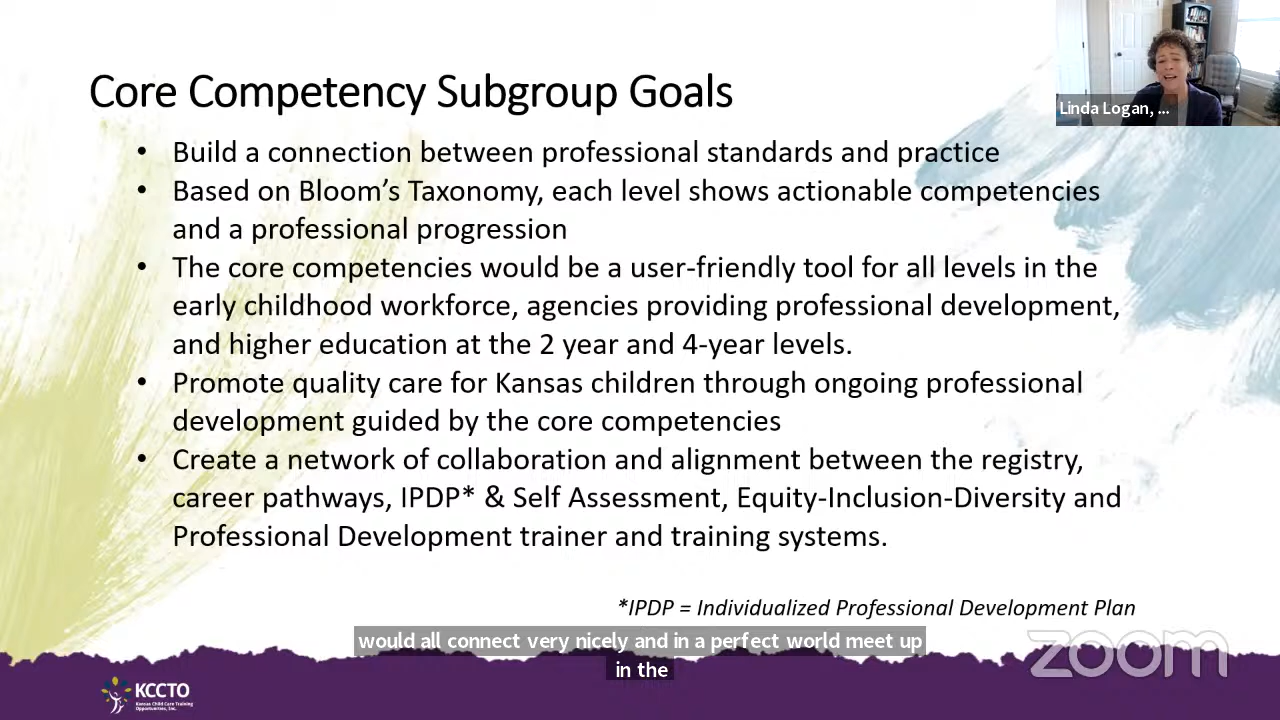 Linda Logan, ...
Core Competency Subgroup Goals
• Build a connection between professional standards and practice
• Based on Bloom's Taxonomy, each level shows actionable competencies
and a professional progression
• The core competencies would be a user-friendly tool for all levels in the
early childhood workforce, agencies providing professional development,
and higher education at the 2 year and 4-year levels.
• Promote quality care for Kansas children through ongoing professional
development guided by the core competencies
• Create a network of collaboration and alignment between the registry,
career pathways, IPDP* & Self Assessment, Equity-Inclusion-Diversity and
Professional Development trainer and training systems.
*IPDP = Individualized Professional Development Plan
would all connect very nicely and in a perfect world meet up
in the
zoom
KCCTO
Kansas Child Care Training
Opportunities, Inc.